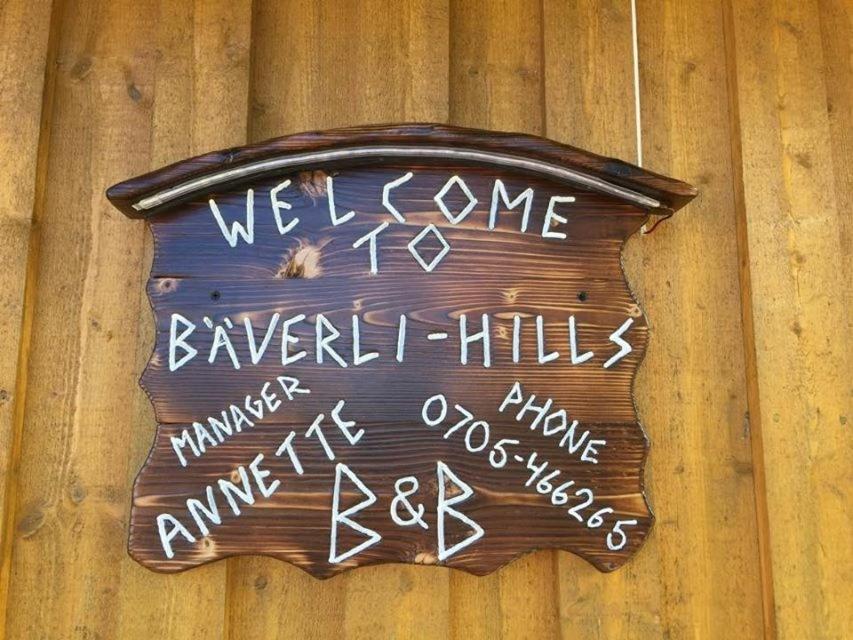 WELCOME
TO
BÄVERLI-HILLS
MANAGER
ANNETTE
PHONE
0705-466265
B&B